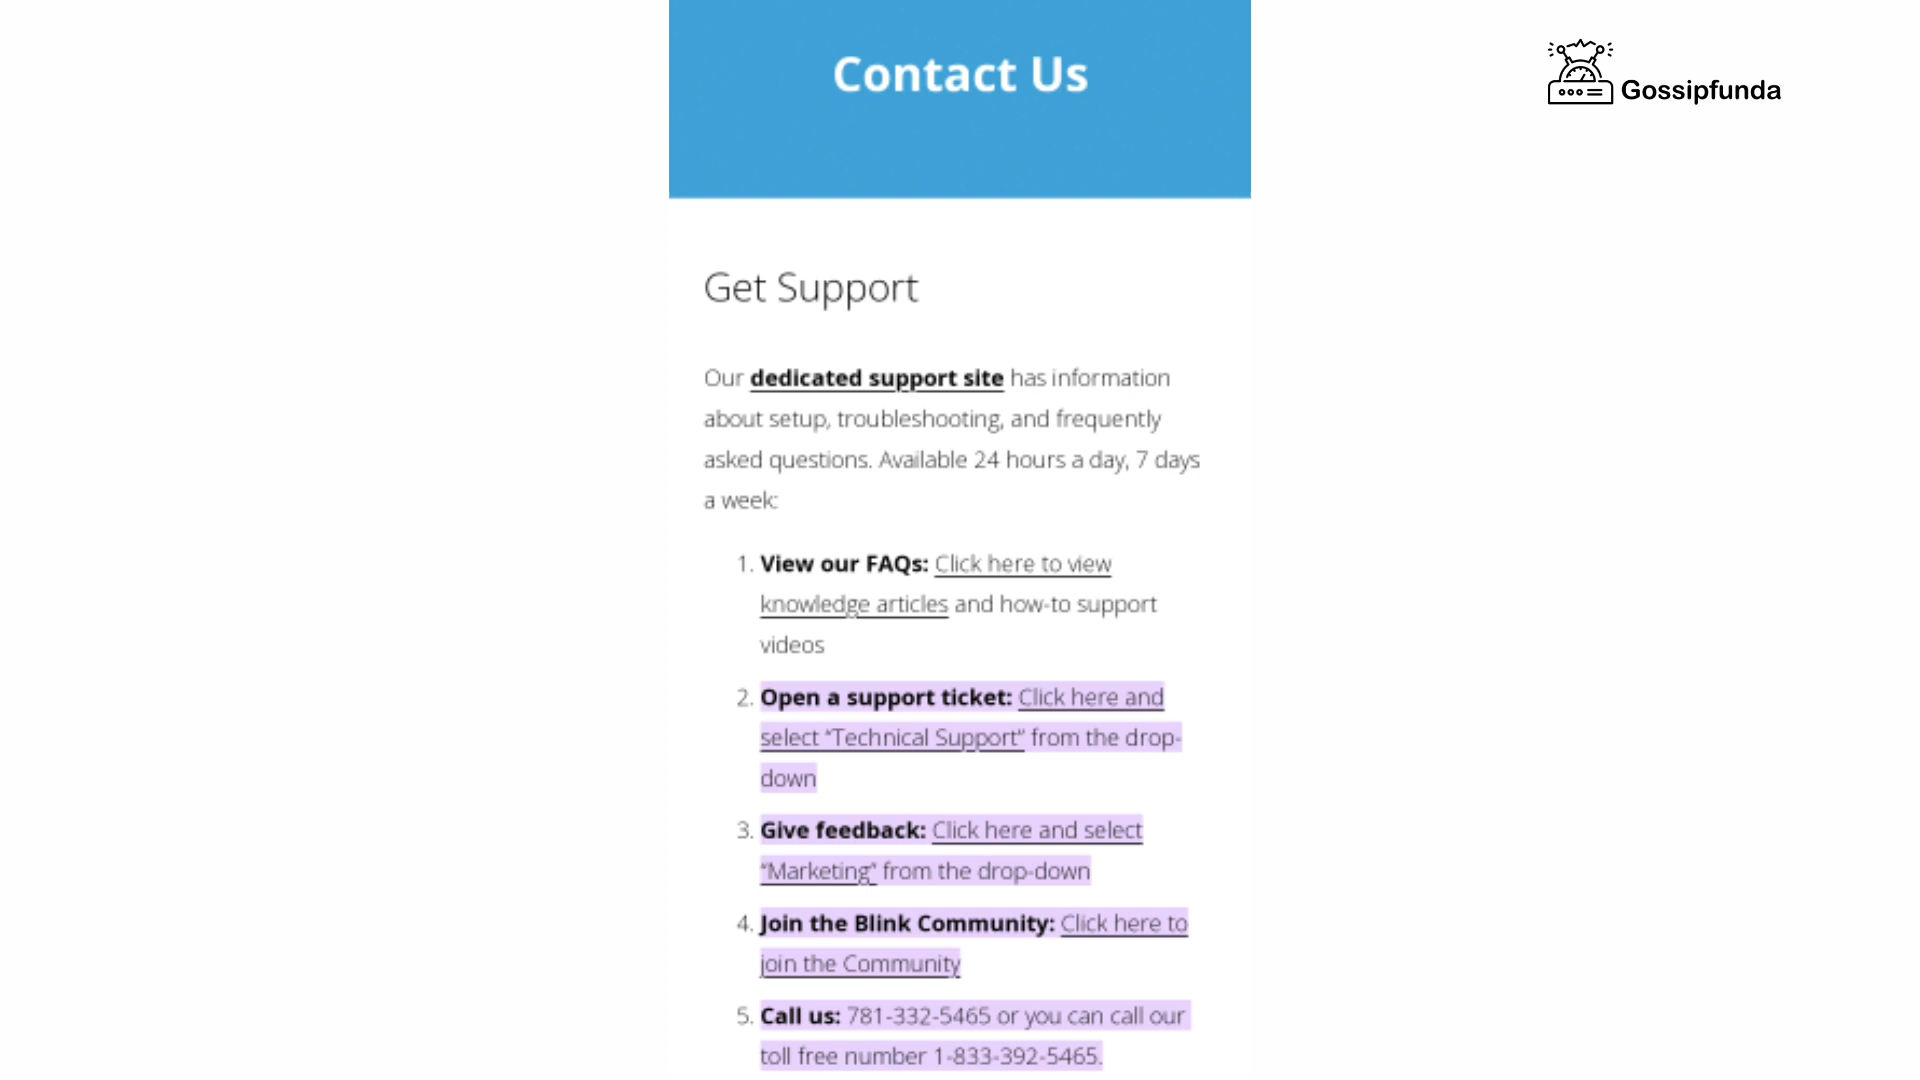 Contact Us
Gossipfunda
Get Support
Our dedicated support site has information
about setup, troubleshooting, and frequently
asked questions. Available 24 hours a day, 7 days
a week:
1. View our FAQs: Click here to view
knowledge articles and how-to support
videos
2. Open a support ticket: Click here and
select "Technical Support" from the drop-
down
3. Give feedback: Click here and select
"Marketing" from the drop-down
4. Join the Blink Community: Click here to
join the Community
5. Call us: 781-332-5465 or you can call our
toll free number 1-833-392-5465.